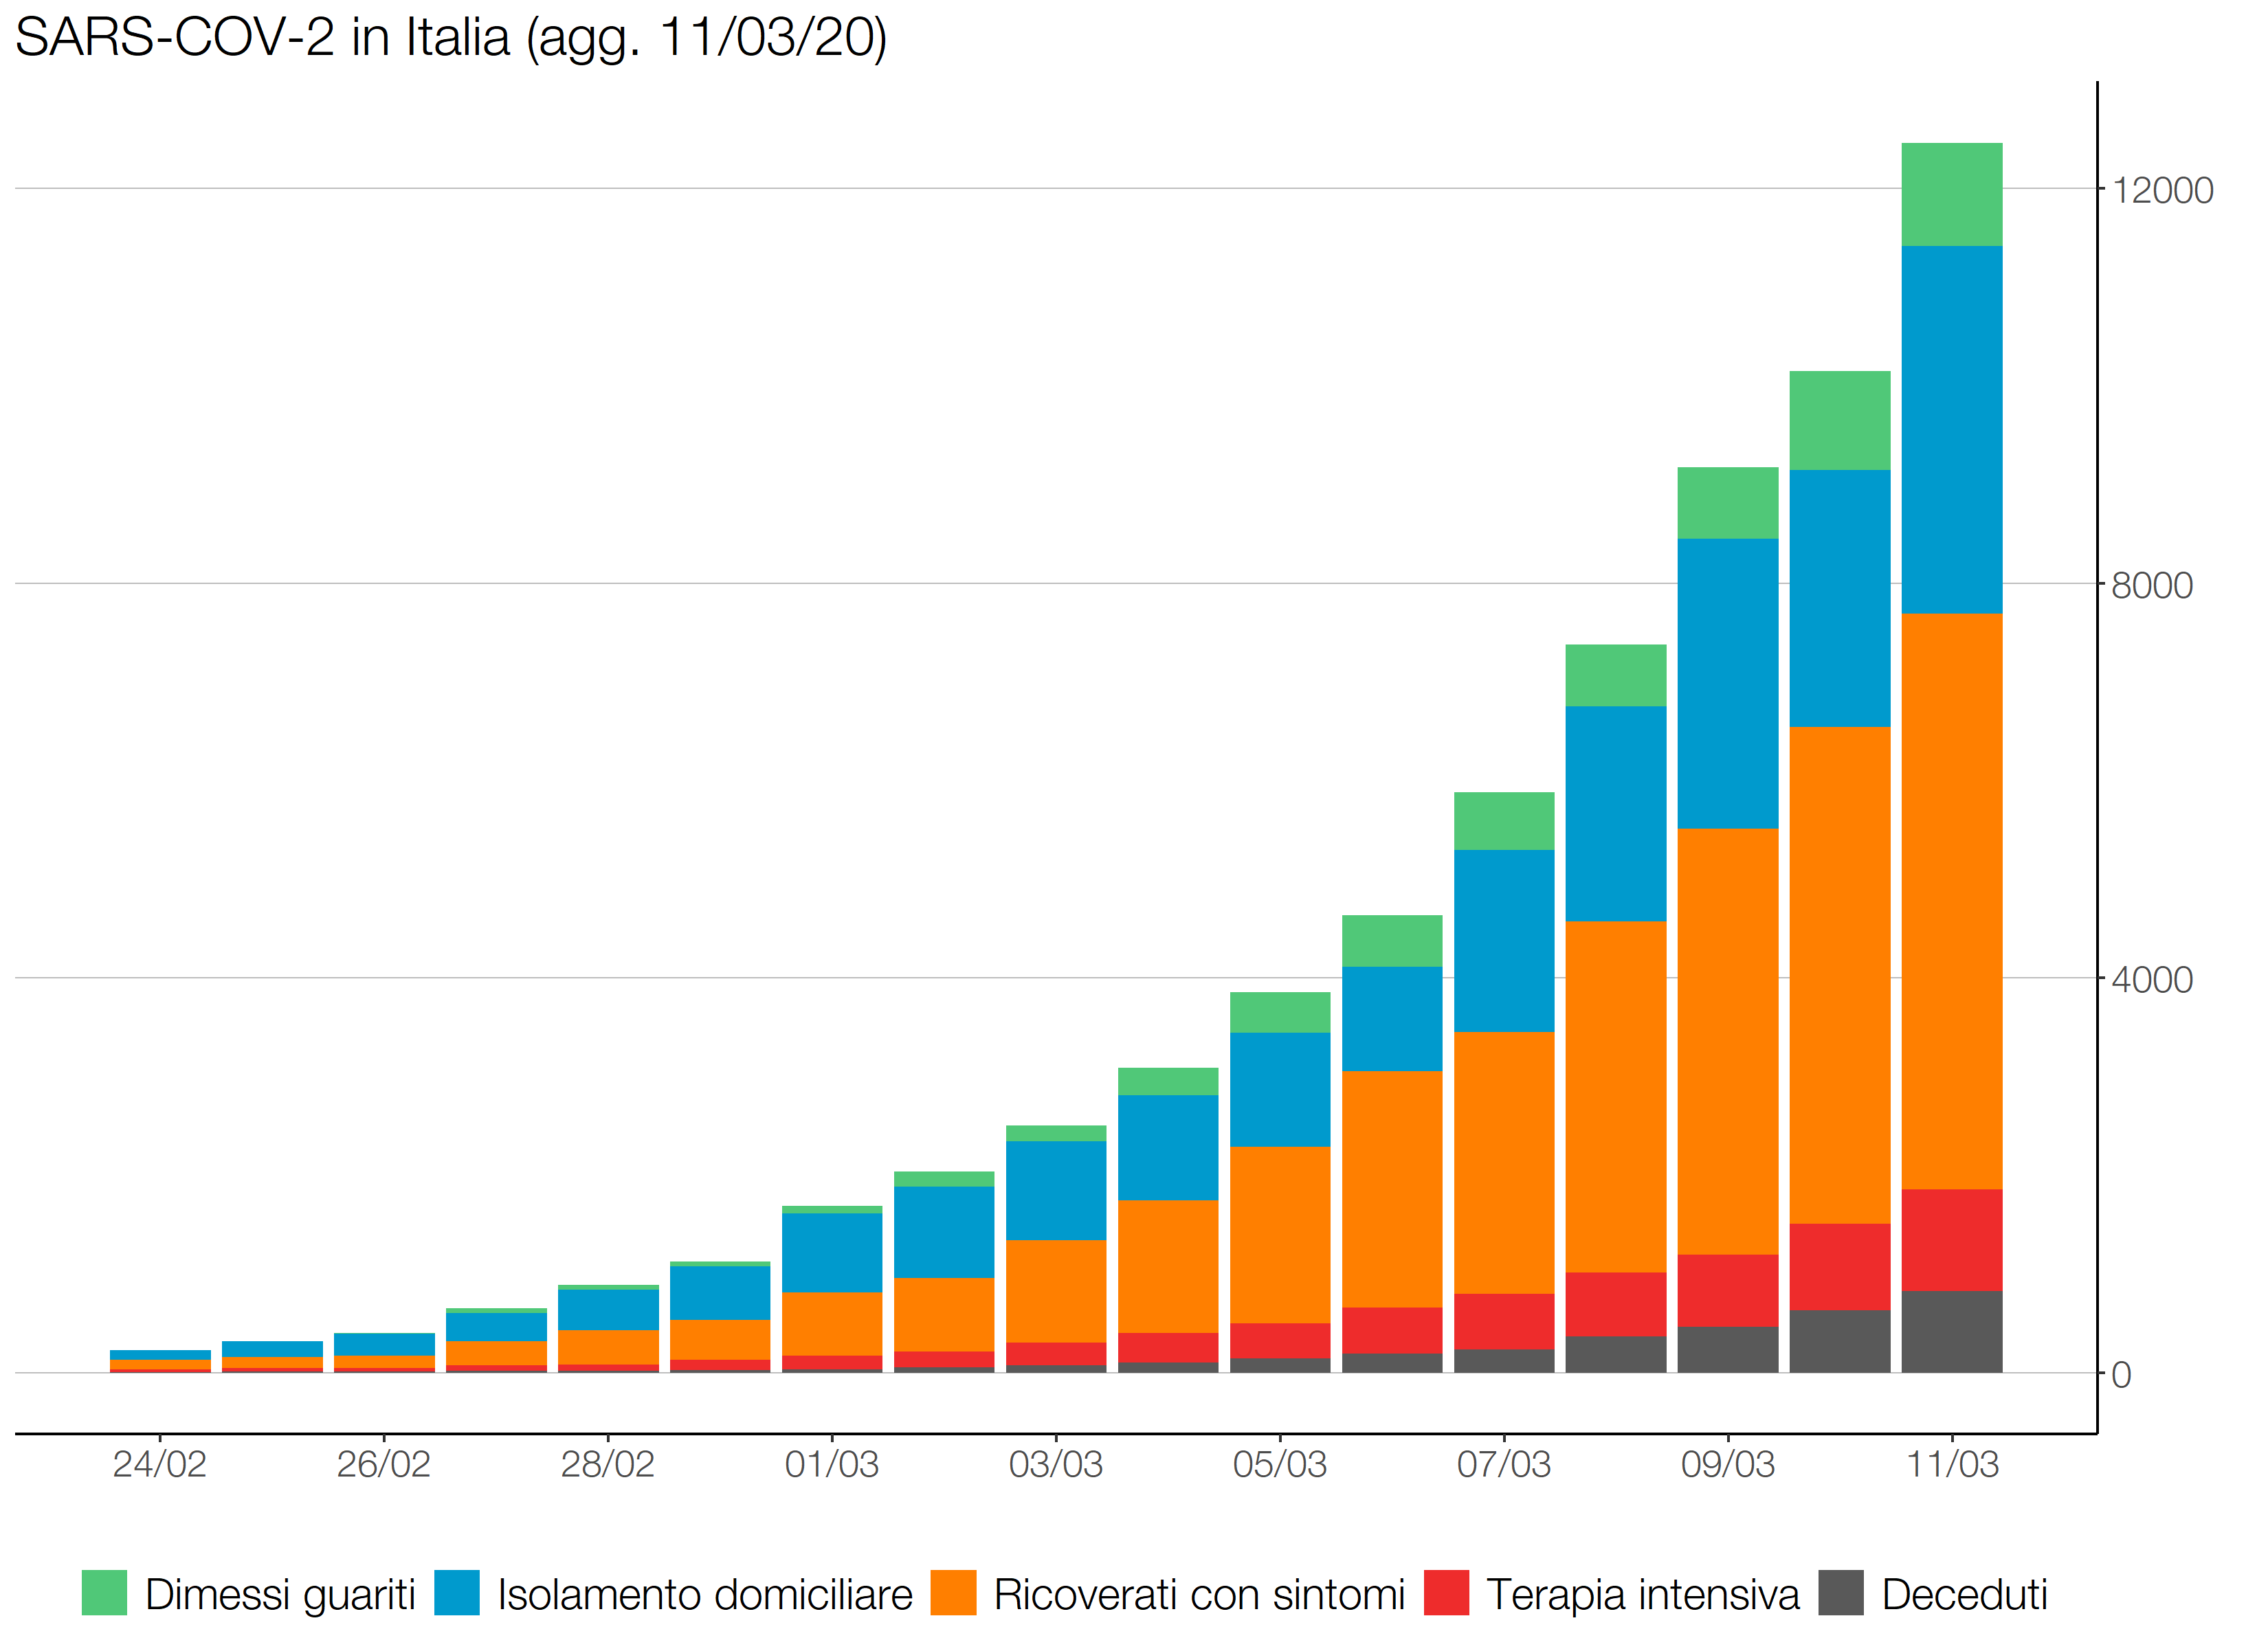 SARS-COV-2 in Italia (agg. 11/03/20)
12000
8000
4000
0
24/02 26/02 28/02 01/03 03/03 05/03 07/03 09/03 11/03
Dimessi guariti Isolamento domiciliare Ricoverati con sintomi Terapia intensiva Deceduti